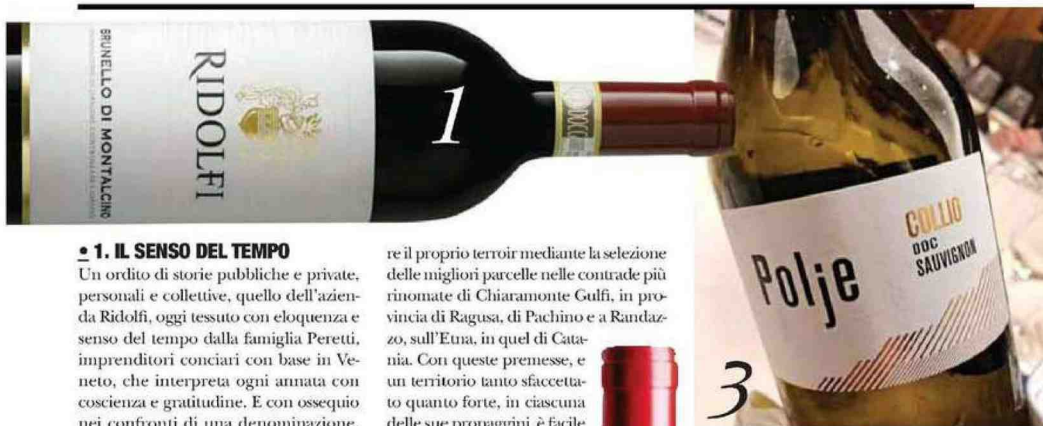 BRUNELLO DI MONTALCINO
RIDOLFI
1
Polje
COLLIO
DOC
SAUVIGNON
3
• 1. IL SENSO DEL TEMPO
Un ordito di storie pubbliche e private,
personali e collettive, quello dell'azien-
da Ridolfi, oggi tessuto con eloquenza e
senso del tempo dalla famiglia Peretti,
imprenditori conciari con base in Ve-
neto, che interpreta ogni annata con
coscienza e gratitudine. E con ossequio
nei confronti di una denominazione,
re il proprio terroir mediante la selezione
delle migliori parcelle nelle contrade più
rinomate di Chiaramonte Gulfi, in pro-
vincia di Ragusa, di Pachino e a Randaz-
zo, sull'Etna, in quel di Cata-
nia. Con queste premesse, e
un territorio tanto sfaccetta-
to quanto forte, in ciascuna
delle sue propaggini, è facile